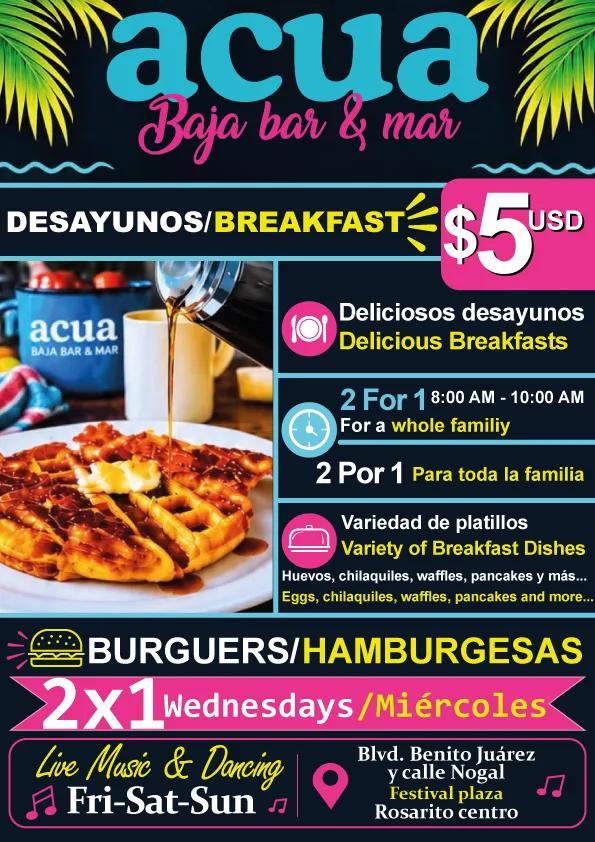 acua
Baja bar & mar
DESAYUNOS/BREAKFAST
$5 USD
acua
BAJA BAR & MAR
Deliciosos desayunos
Delicious Breakfasts
2 For 1 8:00 AM - 10:00 AM
For a whole familiy
2 Por 1 Para toda la familia
Variedad de platillos
Variety of Breakfast Dishes
Huevos, chilaquiles, waffles, pancakes y más...
Eggs, chilaquiles, waffles, pancakes and more...
BURGUERS/HAMBURGESAS
2x1 Wednesdays/Miércoles
Live Music & Dancing
Fri-Sat-Sun
Blvd. Benito Juárez
y calle Nogal
Festival plaza
Rosarito centro